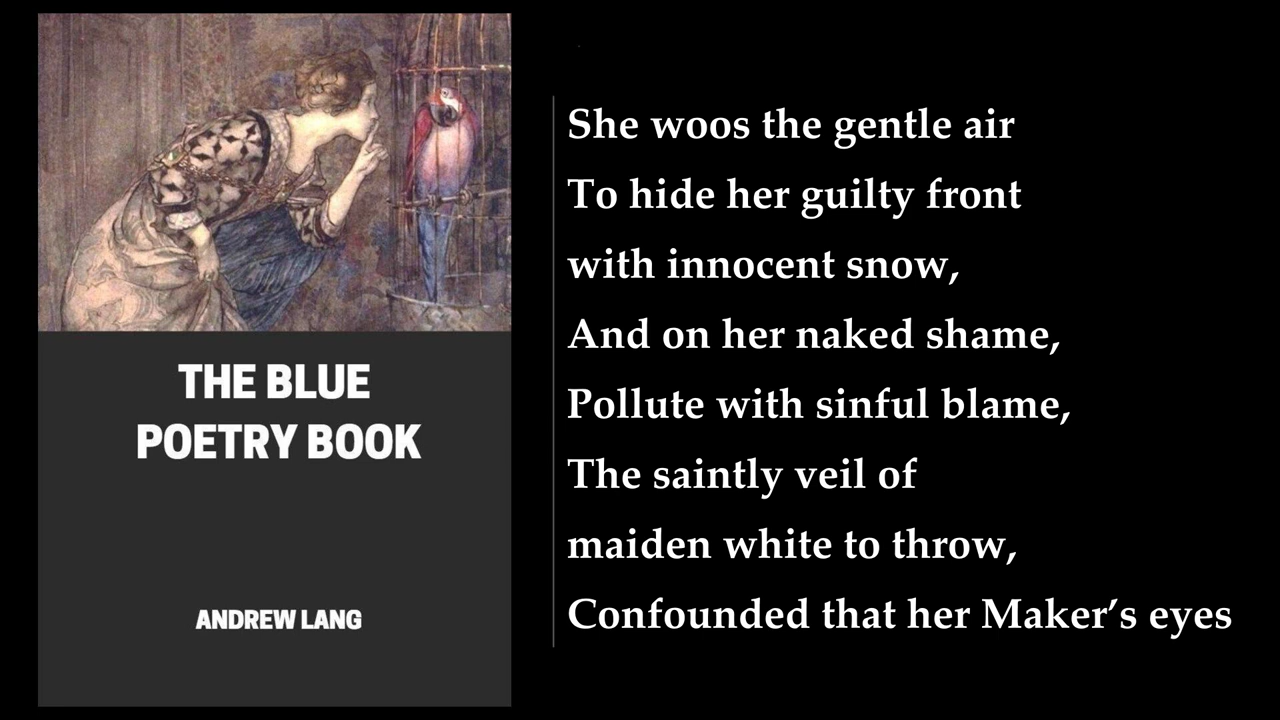 THE BLUE
POETRY BOOK
ANDREW LANG
She woos the gentle air
To hide her guilty front
with innocent snow,
And on her naked shame,
Pollute with sinful blame,
The saintly veil of
maiden white to throw,
Confounded that her Maker’s eyes